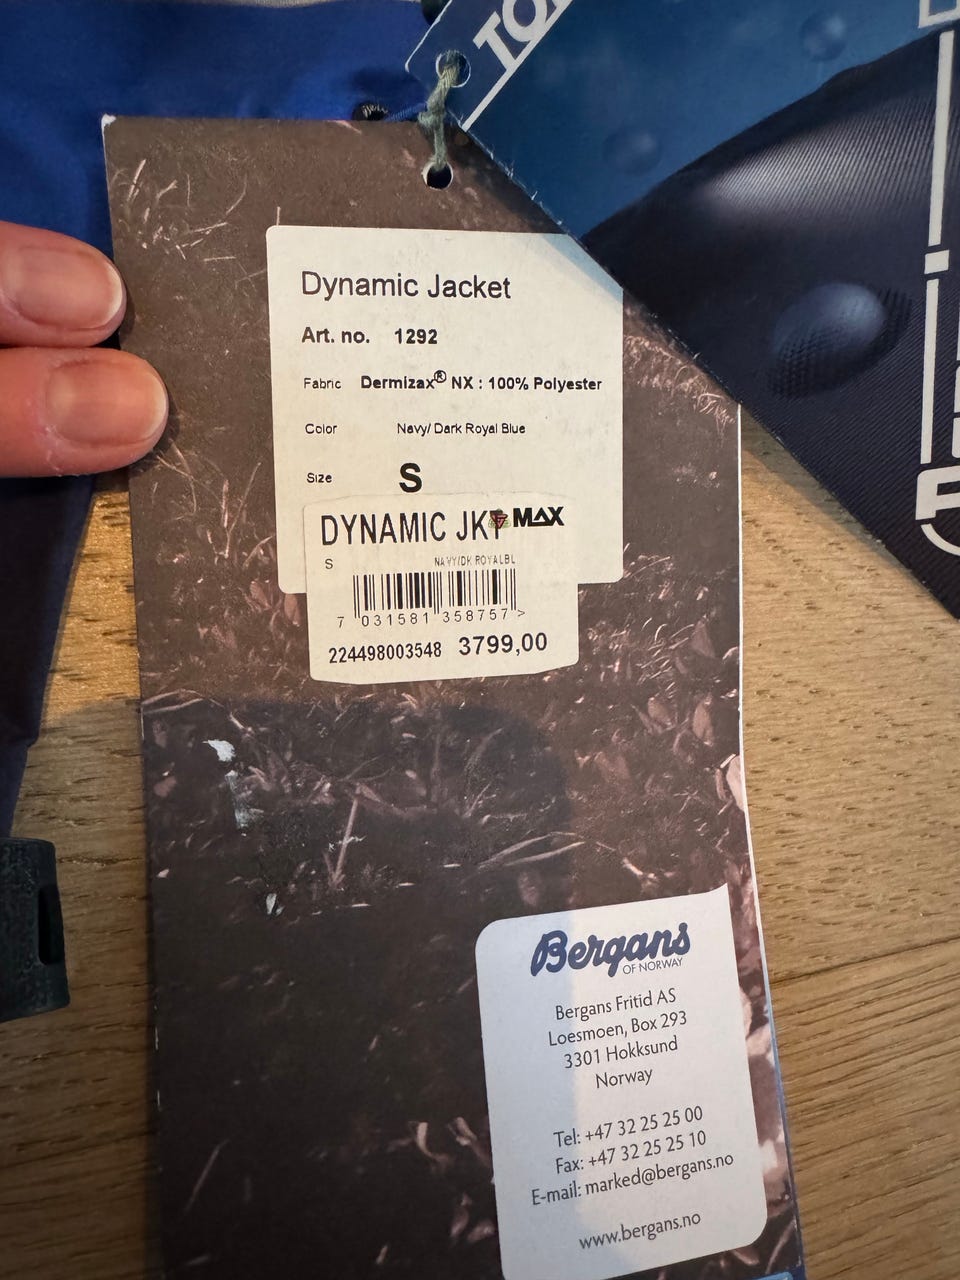 Dynamic Jacket
Art. no. 1292
Fabric Dermizax® NX : 100% Polyester
Color Navy/ Dark Royal Blue
Size S
DYNAMIC JKT MAX
S NAVY/DK ROYALBL
7 031581 358757 >
224498003548 3799,00
Bergans
OF NORWAY
Bergans Fritid AS
Loesmoen, Box 293
3301 Hokksund
Norway
Tel: +47 32 25 25 00
Fax: +47 32 25 25 10
E-mail: marked@bergans.no
www.bergans.no